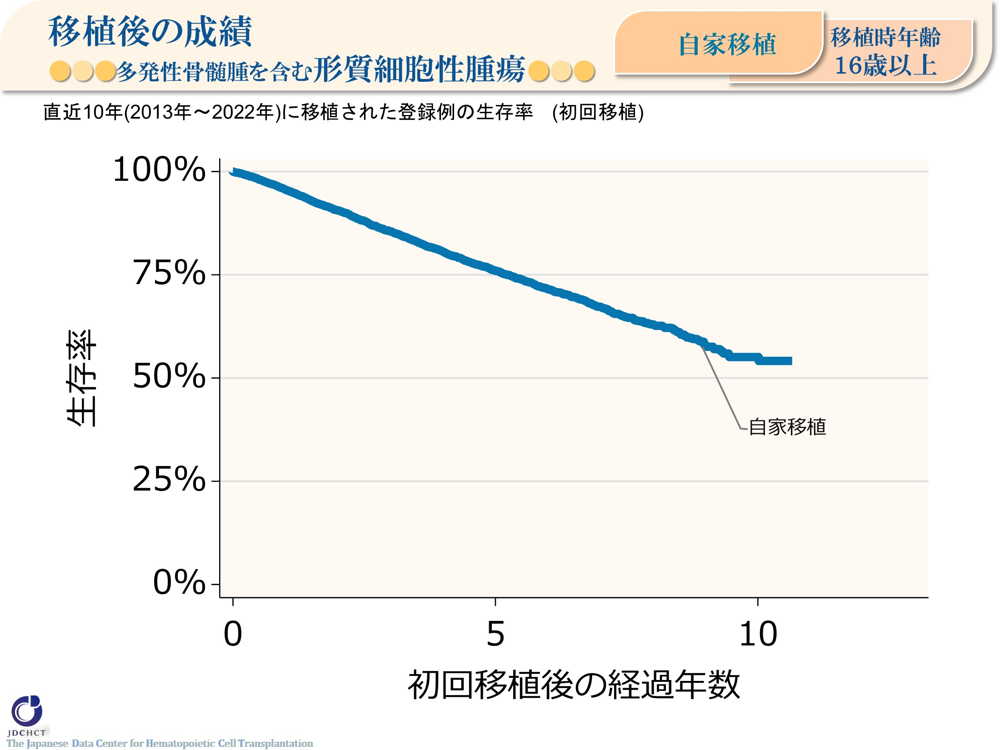 移植後の成績
多発性骨髄腫を含む形質細胞性腫瘍
自家移植
移植時年齢
16歳以上
直近10年(2013年～2022年)に移植された登録例の生存率　(初回移植)
100%
75%
50%
25%
0%
生存率
自家移植
0 5 10
初回移植後の経過年数
JDCHCT
The Japanese Data Center for Hematopoietic Cell Transplantation